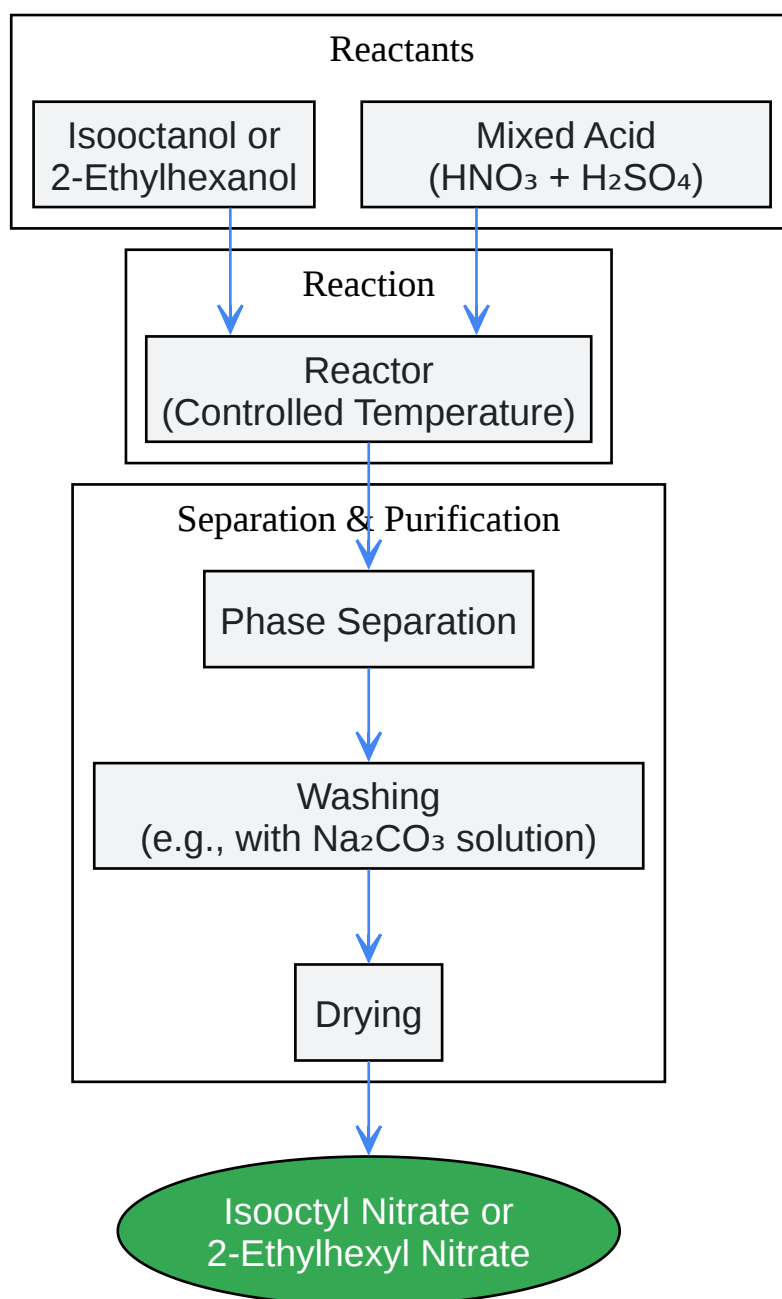 Reactants
Isooctanol or
2-Ethylhexanol
Mixed Acid
(HNO₃ + H₂SO₄)
Reaction
Reactor
(Controlled Temperature)
Separation & Purification
Phase Separation
Washing
(e.g., with Na₂CO₃ solution)
Drying
Isooctyl Nitrate or
2-Ethylhexyl Nitrate